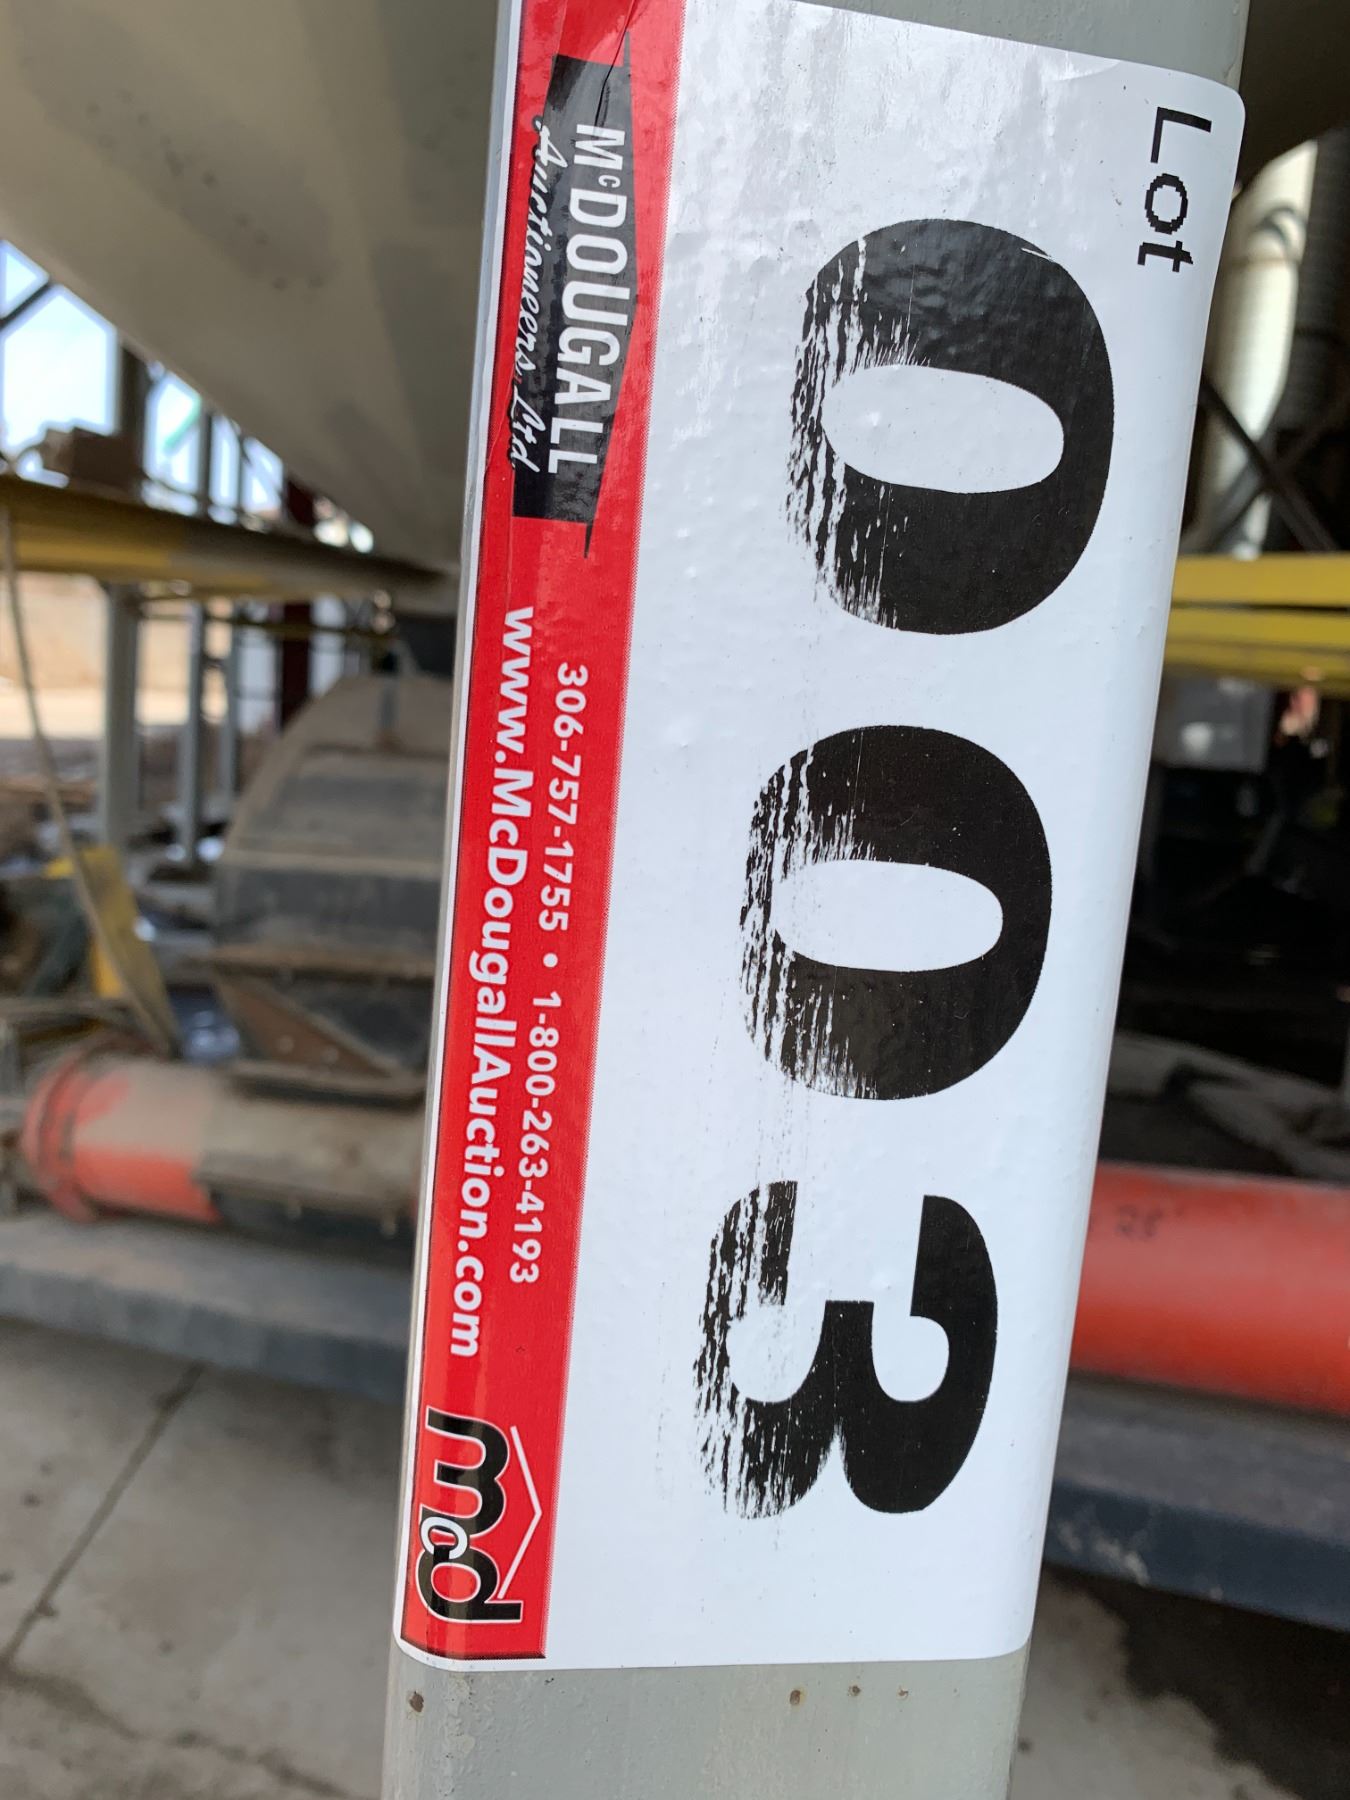 Lot
003
McDOUGALL
Auctioneers Ltd.
306-757-1755 • 1-800-263-4193
www.McDougallAuction.com
mcd